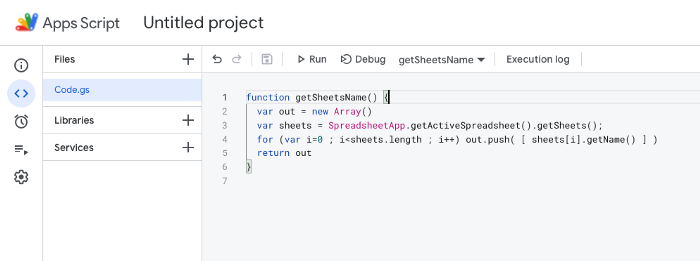 Apps Script Untitled project
Files
Run Debug getSheetsName Execution log
Code.gs
Libraries
Services
1 function getSheetsName() {
2 var out = new Array()
3 var sheets = SpreadsheetApp.getActiveSpreadsheet().getSheets();
4 for (var i=0 ; i<sheets.length ; i++) out.push( [ sheets[i].getName() ] )
5 return out
6 }
7